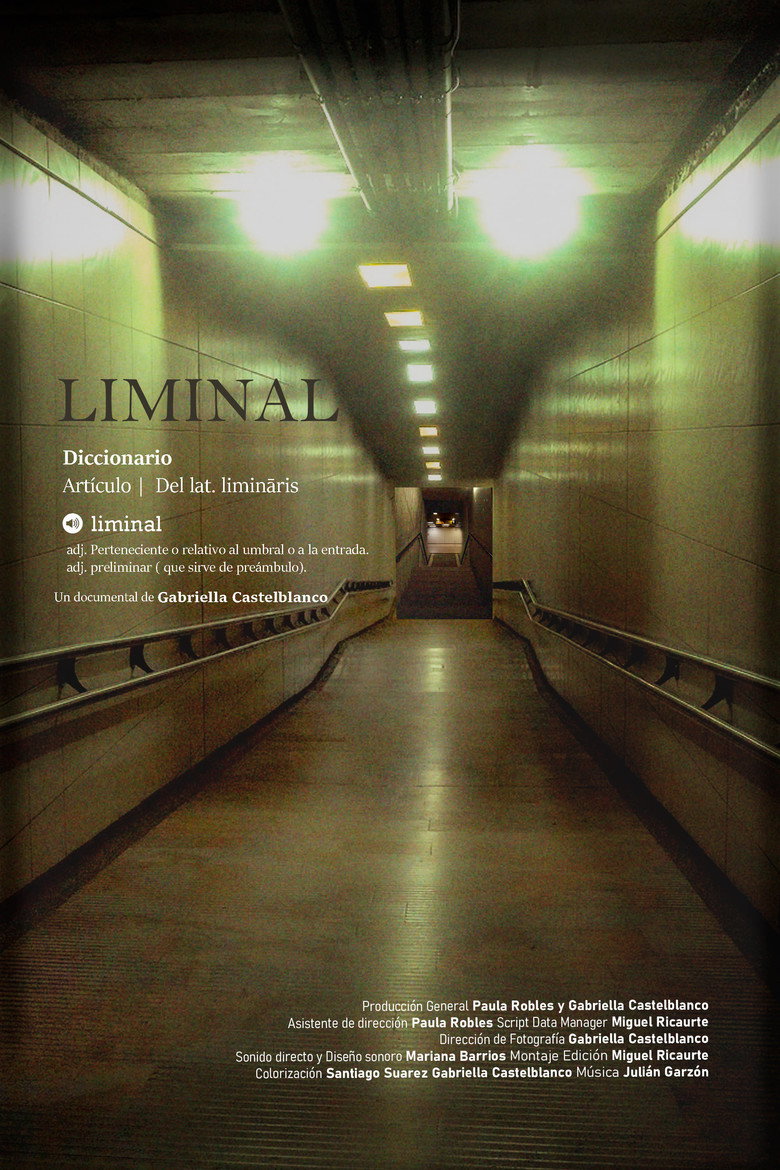 LIMINAL
Diccionario
Artículo | Del lat. limināris
liminal
adj. Perteneciente o relativo al umbral o a la entrada.
adj. preliminar ( que sirve de preámbulo).
Un documental de Gabriella Castelblanco
Producción General Paula Robles y Gabriella Castelblanco
Asistente de dirección Paula Robles Script Data Manager Miguel Ricaurte
Dirección de Fotografía Gabriella Castelblanco
Sonido directo y Diseño sonoro Mariana Barrios Montaje Edición Miguel Ricaurte
Colorización Santiago Suarez Gabriella Castelblanco Música Julián Garzón